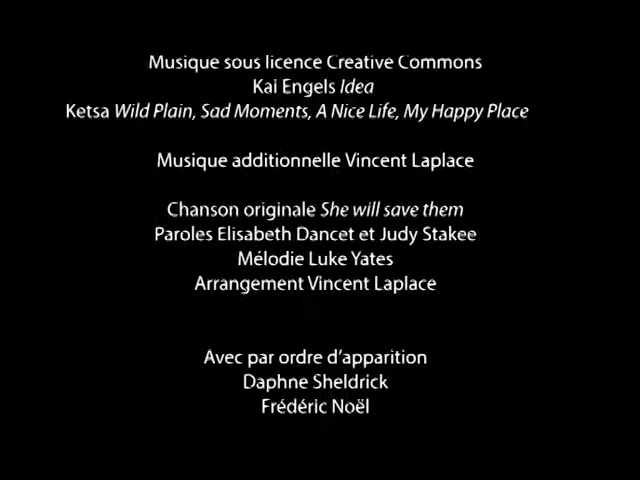 Musique sous licence Creative Commons
Kai Engels Idea
Ketsa Wild Plain, Sad Moments, A Nice Life, My Happy Place
Musique additionnelle Vincent Laplace
Chanson originale She will save them
Paroles Elisabeth Dancet et Judy Stakee
Mélodie Luke Yates
Arrangement Vincent Laplace
Avec par ordre d'apparition
Daphne Sheldrick
Frédéric Noël